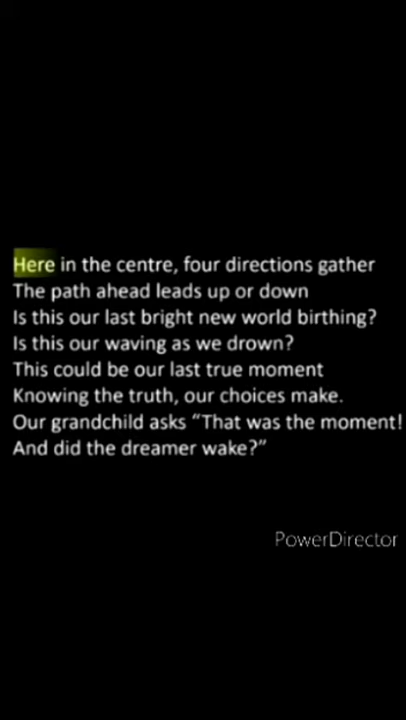 Here in the centre, four directions gather
The path ahead leads up or down
Is this our last bright new world birthing?
Is this our waving as we drown?
This could be our last true moment
Knowing the truth, our choices make.
Our grandchild asks “That was the moment!
And did the dreamer wake?”
PowerDirector